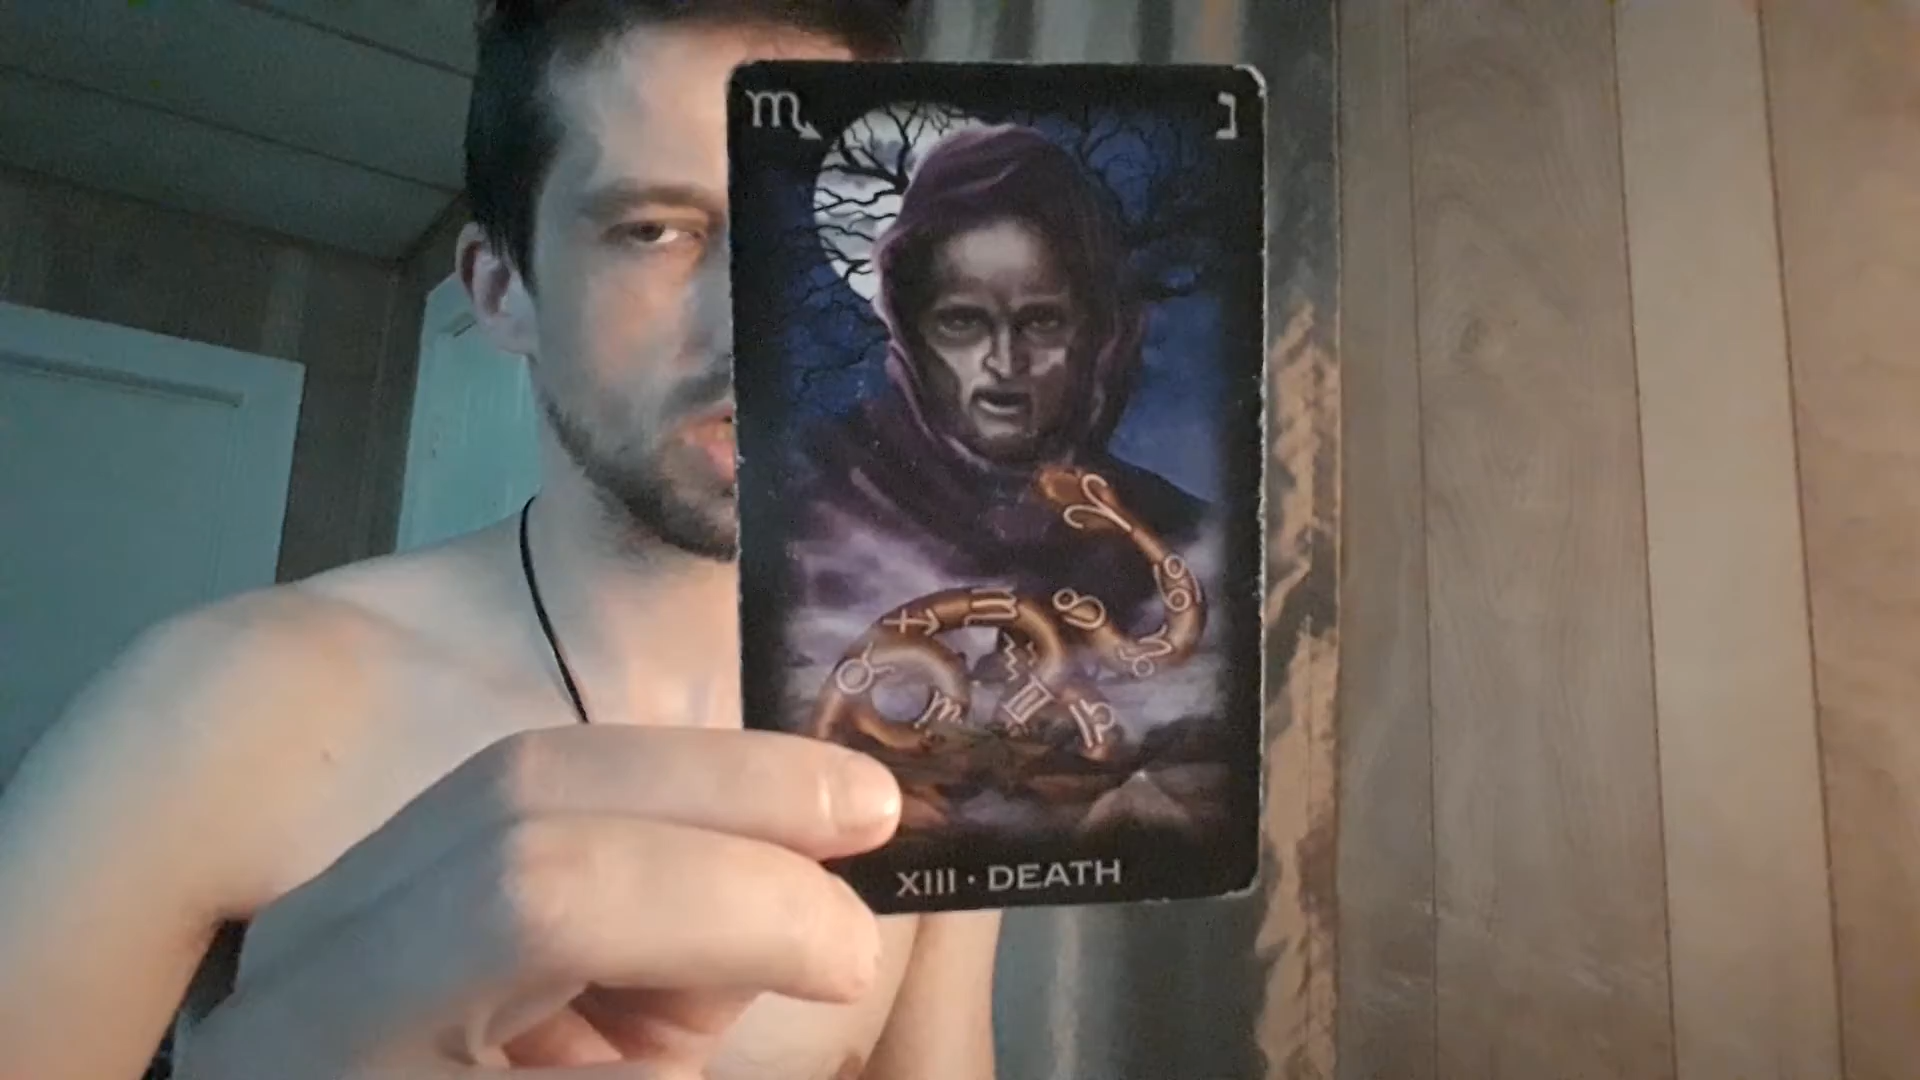 ♏ נ
XIII · DEATH